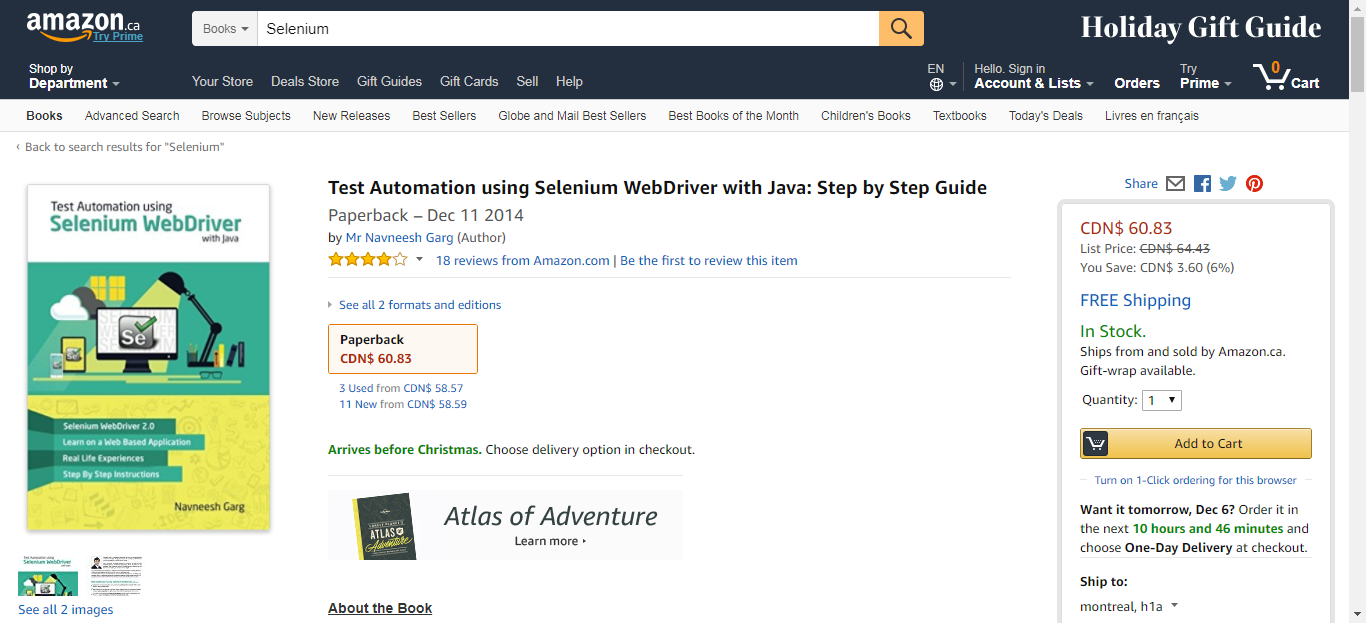 amazon.ca
Try Prime
Books
Selenium
Holiday Gift Guide
Shop by
Department
Your Store
Deals Store
Gift Guides
Gift Cards
Sell
Help
EN
Hello. Sign in
Account & Lists
Orders
Try
Prime
0
Cart
Books
Advanced Search
Browse Subjects
New Releases
Best Sellers
Globe and Mail Best Sellers
Best Books of the Month
Children's Books
Textbooks
Today's Deals
Livres en français
‹ Back to search results for "Selenium"
Test Automation using
Selenium WebDriver
with Java
Se
Selenium WebDriver 2.0
Learn on a Web Based Application
Real Life Experiences
Step By Step Instructions
Navneesh Garg
See all 2 images
Test Automation using Selenium WebDriver with Java: Step by Step Guide
Paperback – Dec 11 2014
by Mr Navneesh Garg (Author)
18 reviews from Amazon.com | Be the first to review this item
See all 2 formats and editions
Paperback
CDN$ 60.83
3 Used from CDN$ 58.57
11 New from CDN$ 58.59
Arrives before Christmas. Choose delivery option in checkout.
ATLAS OF
Adventure
Atlas of Adventure
Learn more ›
About the Book
Share
CDN$ 60.83
List Price: CDN$ 64.43
You Save: CDN$ 3.60 (6%)
FREE Shipping
In Stock.
Ships from and sold by Amazon.ca.
Gift-wrap available.
Quantity: 1
Add to Cart
Turn on 1-Click ordering for this browser
Want it tomorrow, Dec 6? Order it in
the next 10 hours and 46 minutes and
choose One-Day Delivery at checkout.
Ship to:
montreal, h1a